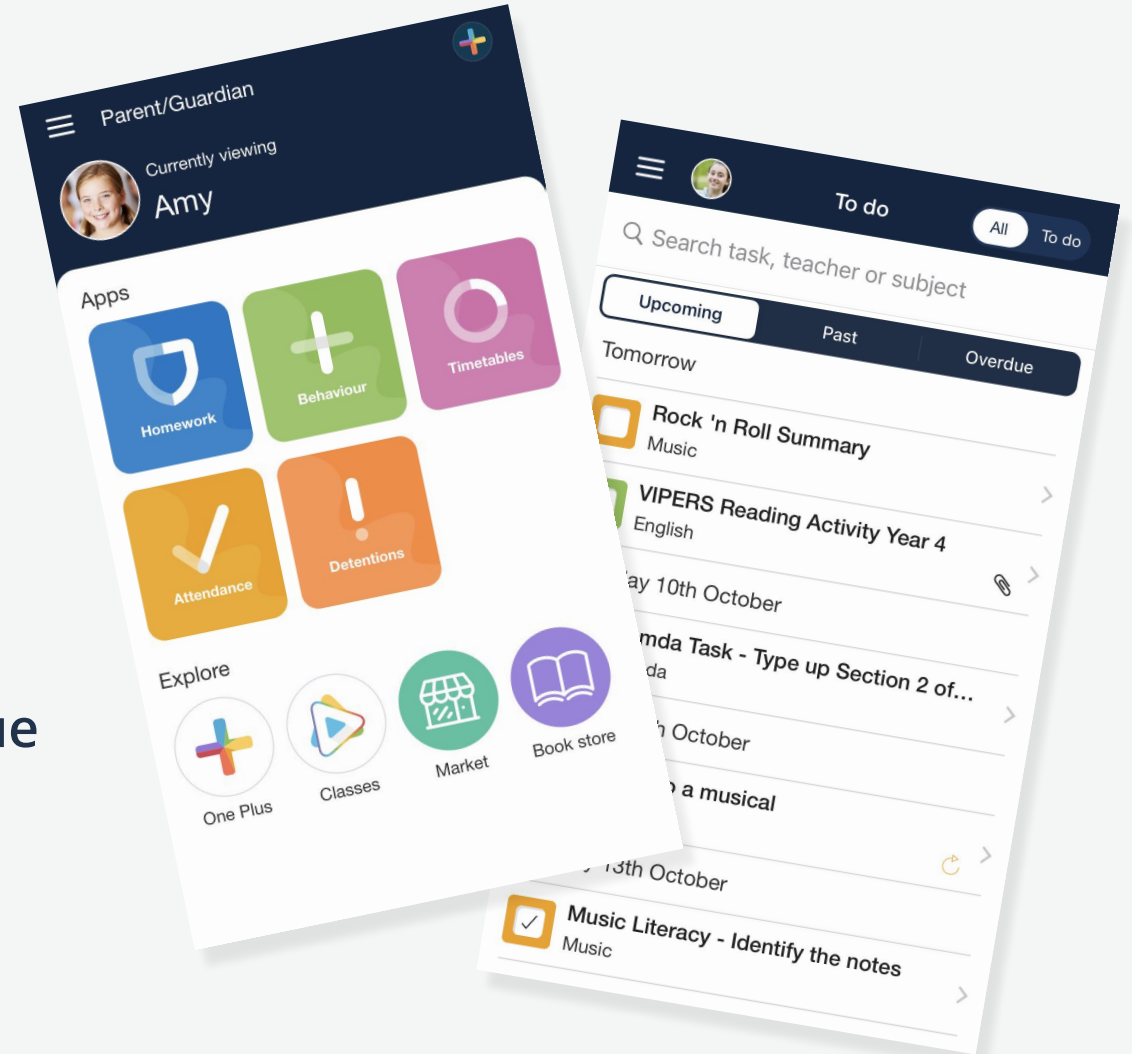 Parent/Guardian
Currently viewing
Amy
Apps
Homework
Behaviour
Timetables
Attendance
Detentions
Explore
One Plus
Classes
Market
Book store
To do
All
To do
Search task, teacher or subject
Upcoming
Past
Overdue
Tomorrow
Rock 'n Roll Summary
Music
VIPERS Reading Activity Year 4
English
10th October
Task - Type up Section 2 of...
October
a musical
13th October
Music Literacy - Identify the notes
Music